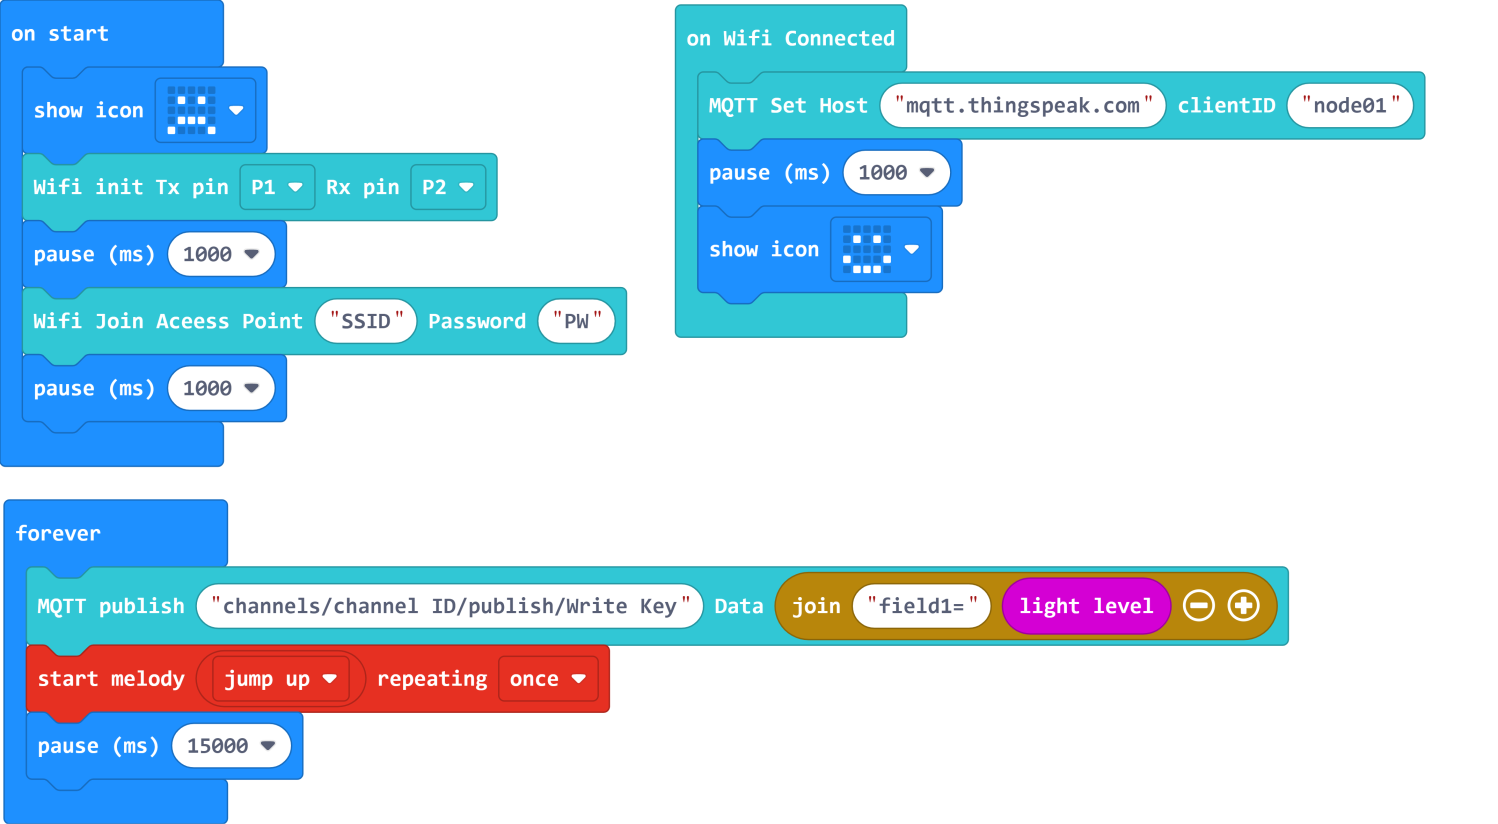 on start
show icon
Wifi init Tx pin P1 Rx pin P2
pause (ms) 1000
Wifi Join Aceess Point "SSID" Password "PW"
pause (ms) 1000
on Wifi Connected
MQTT Set Host "mqtt.thingspeak.com" clientID "node01"
pause (ms) 1000
show icon
forever
MQTT publish "channels/channel ID/publish/Write Key" Data join "field1=" light level
start melody jump up repeating once
pause (ms) 15000